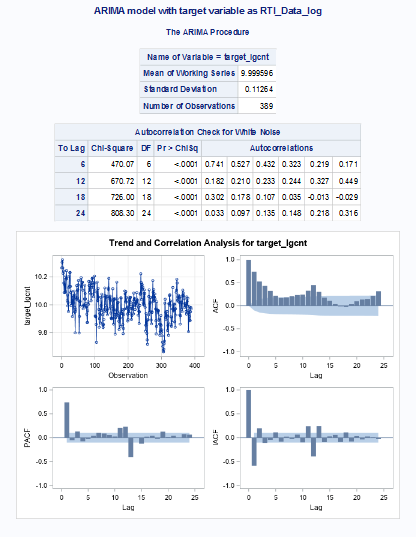 ARIMA model with target variable as RTI_Data_log
The ARIMA Procedure
Name of Variable = target_lgcnt
Mean of Working Series 9.999596
Standard Deviation 0.11264
Number of Observations 389
Autocorrelation Check for White Noise
To Lag Chi-Square DF Pr > ChiSq Autocorrelations
6 470.07 6 <.0001 0.741 0.527 0.432 0.323 0.219 0.171
12 670.72 12 <.0001 0.182 0.210 0.233 0.244 0.327 0.449
18 726.00 18 <.0001 0.302 0.178 0.107 0.035 -0.013 -0.029
24 808.30 24 <.0001 0.033 0.097 0.135 0.148 0.218 0.316
Trend and Correlation Analysis for target_lgcnt
target_lgcnt
10.2
10.0
9.8
0 100 200 300 400
Observation
ACF
1.0
0.5
0.0
-0.5
-1.0
0 5 10 15 20 25
Lag
PACF
1.0
0.5
0.0
-0.5
-1.0
0 5 10 15 20 25
Lag
IACF
1.0
0.5
0.0
-0.5
-1.0
0 5 10 15 20 25
Lag